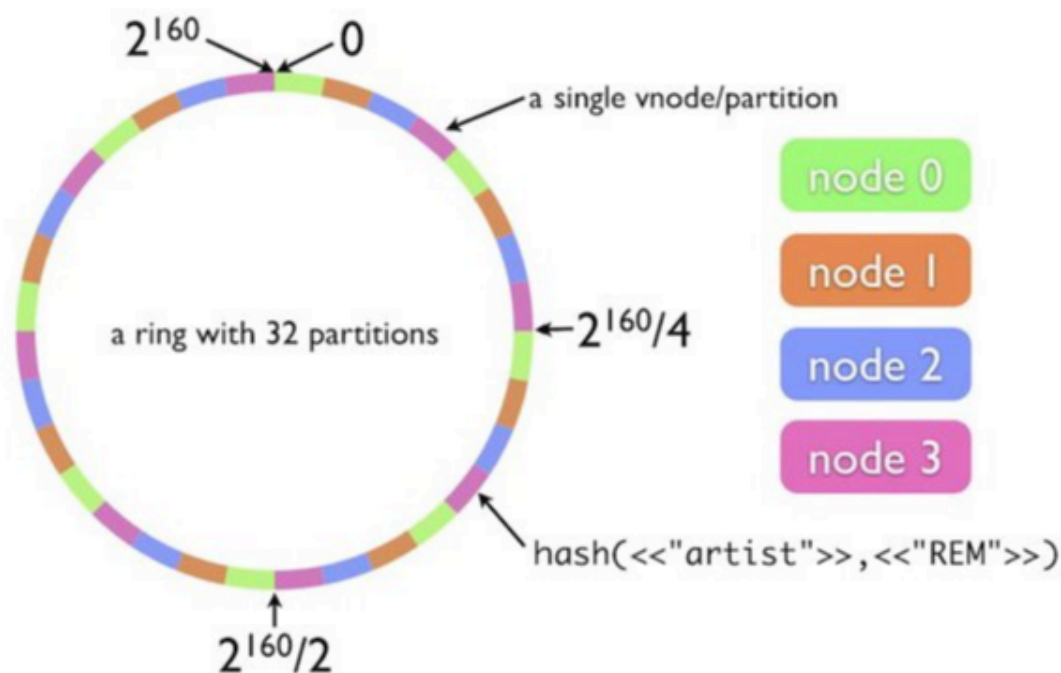 2¹⁶⁰
0
a single vnode/partition
node 0
node 1
a ring with 32 partitions
2¹⁶⁰/4
node 2
node 3
hash(<<"artist">>,<<"REM">>)
2¹⁶⁰/2